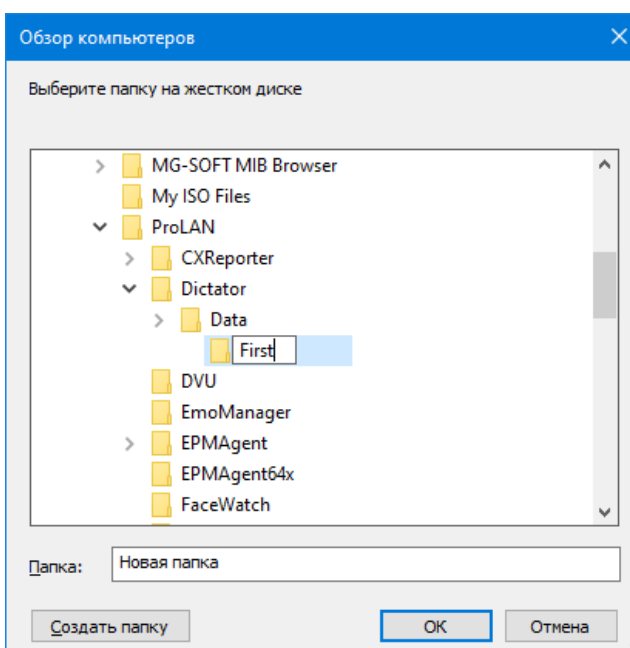 Обзор компьютеров
Выберите папку на жестком диске
MG-SOFT MIB Browser
My ISO Files
ProLAN
CXReporter
Dictator
Data
First
DVU
EmoManager
EPMAgent
EPMAgent64x
FaceWatch
Папка: Новая папка
Создать папку ОК Отмена